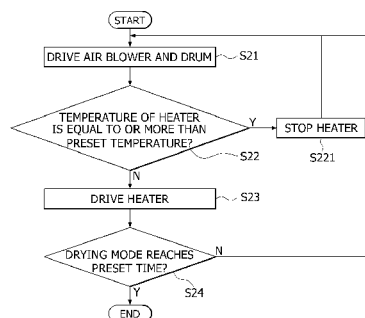 START
DRIVE AIR BLOWER AND DRUM
S21
TEMPERATURE OF HEATER
IS EQUAL TO OR MORE THAN
PRESET TEMPERATURE?
Y
STOP HEATER
S22
S221
N
DRIVE HEATER
S23
DRYING MODE REACHES
PRESET TIME?
N
S24
Y
END